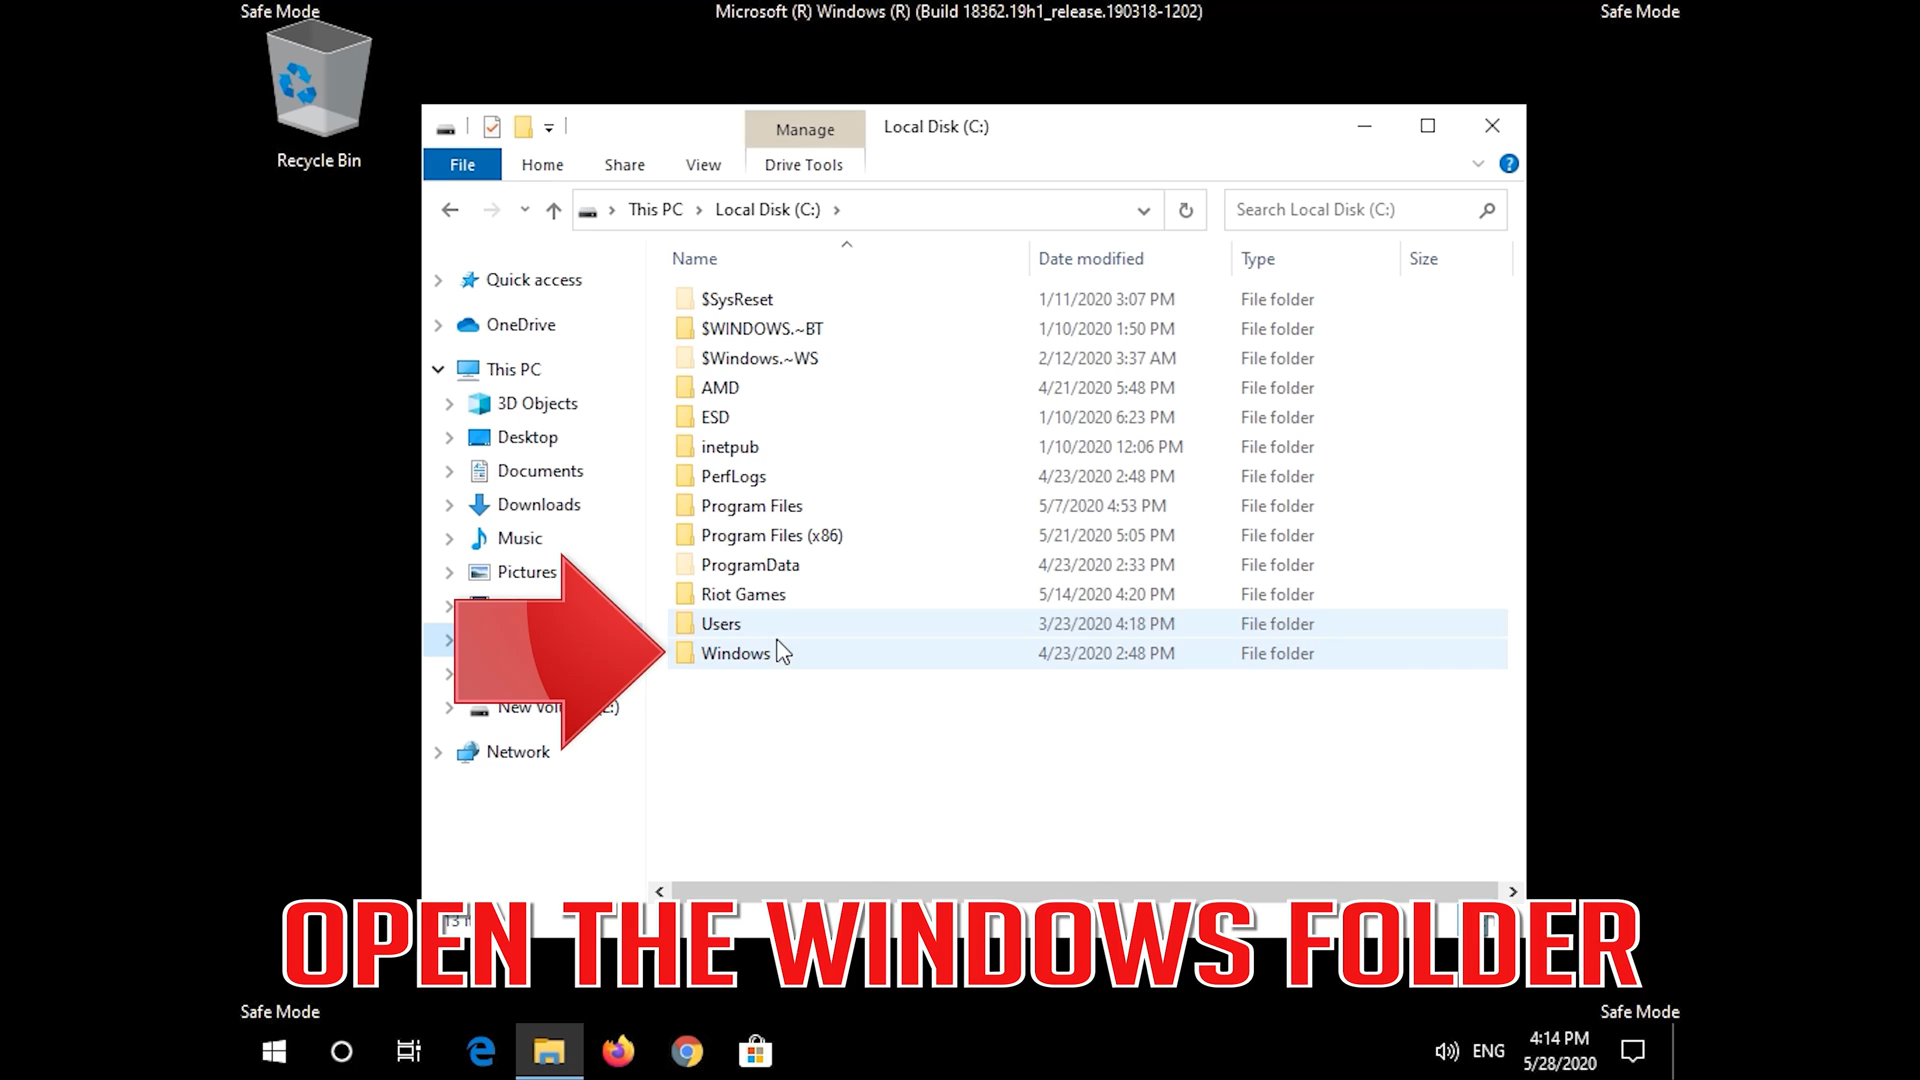 Safe Mode
Microsoft (R) Windows (R) (Build 18362.19h1_release.190318-1202)
Safe Mode
Recycle Bin
Manage
Local Disk (C:)
File
Home
Share
View
Drive Tools
This PC
Local Disk (C:)
Search Local Disk (C:)
Name
Date modified
Type
Size
Quick access
OneDrive
This PC
3D Objects
Desktop
Documents
Downloads
Music
Pictures
Network
$SysReset 1/11/2020 3:07 PM File folder
$WINDOWS.~BT 1/10/2020 1:50 PM File folder
$Windows.~WS 2/12/2020 3:37 AM File folder
AMD 4/21/2020 5:48 PM File folder
ESD 1/10/2020 6:23 PM File folder
inetpub 1/10/2020 12:06 PM File folder
PerfLogs 4/23/2020 2:48 PM File folder
Program Files 5/7/2020 4:53 PM File folder
Program Files (x86) 5/21/2020 5:05 PM File folder
ProgramData 4/23/2020 2:33 PM File folder
Riot Games 5/14/2020 4:20 PM File folder
Users 3/23/2020 4:18 PM File folder
Windows 4/23/2020 2:48 PM File folder
New
OPEN THE WINDOWS FOLDER
Safe Mode
Safe Mode
ENG
4:14 PM
5/28/2020